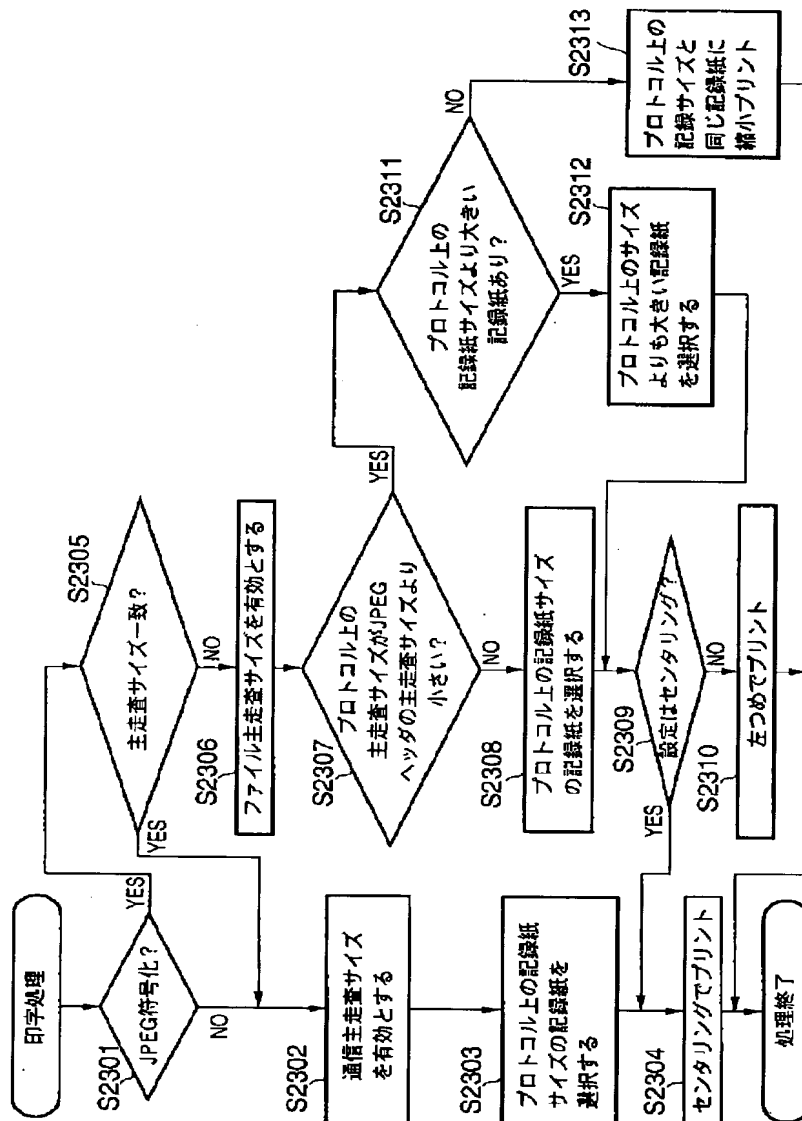 印字処理
S2301
JPEG符号化?
YES
NO
S2302
通信主走査サイズ
を有効とする
S2303
プロトコル上の記録紙
サイズの記録紙を
選択する
S2304
センタリングでプリント
処理終了
S2305
主走査サイズ一致?
YES
NO
S2306
ファイル主走査サイズを有効とする
S2307
プロトコル上の
主走査サイズがJPEG
ヘッダの主走査サイズより
小さい?
YES
NO
S2308
プロトコル上の記録紙サイズ
の記録紙を選択する
S2309
設定はセンタリング?
YES
NO
S2310
左つめでプリント
S2311
プロトコル上の
記録紙サイズより大きい
記録紙あり?
NO
YES
S2312
プロトコル上のサイズ
よりも大きい記録紙
を選択する
S2313
プロトコル上の
記録サイズと
同じ記録紙に
縮小プリント